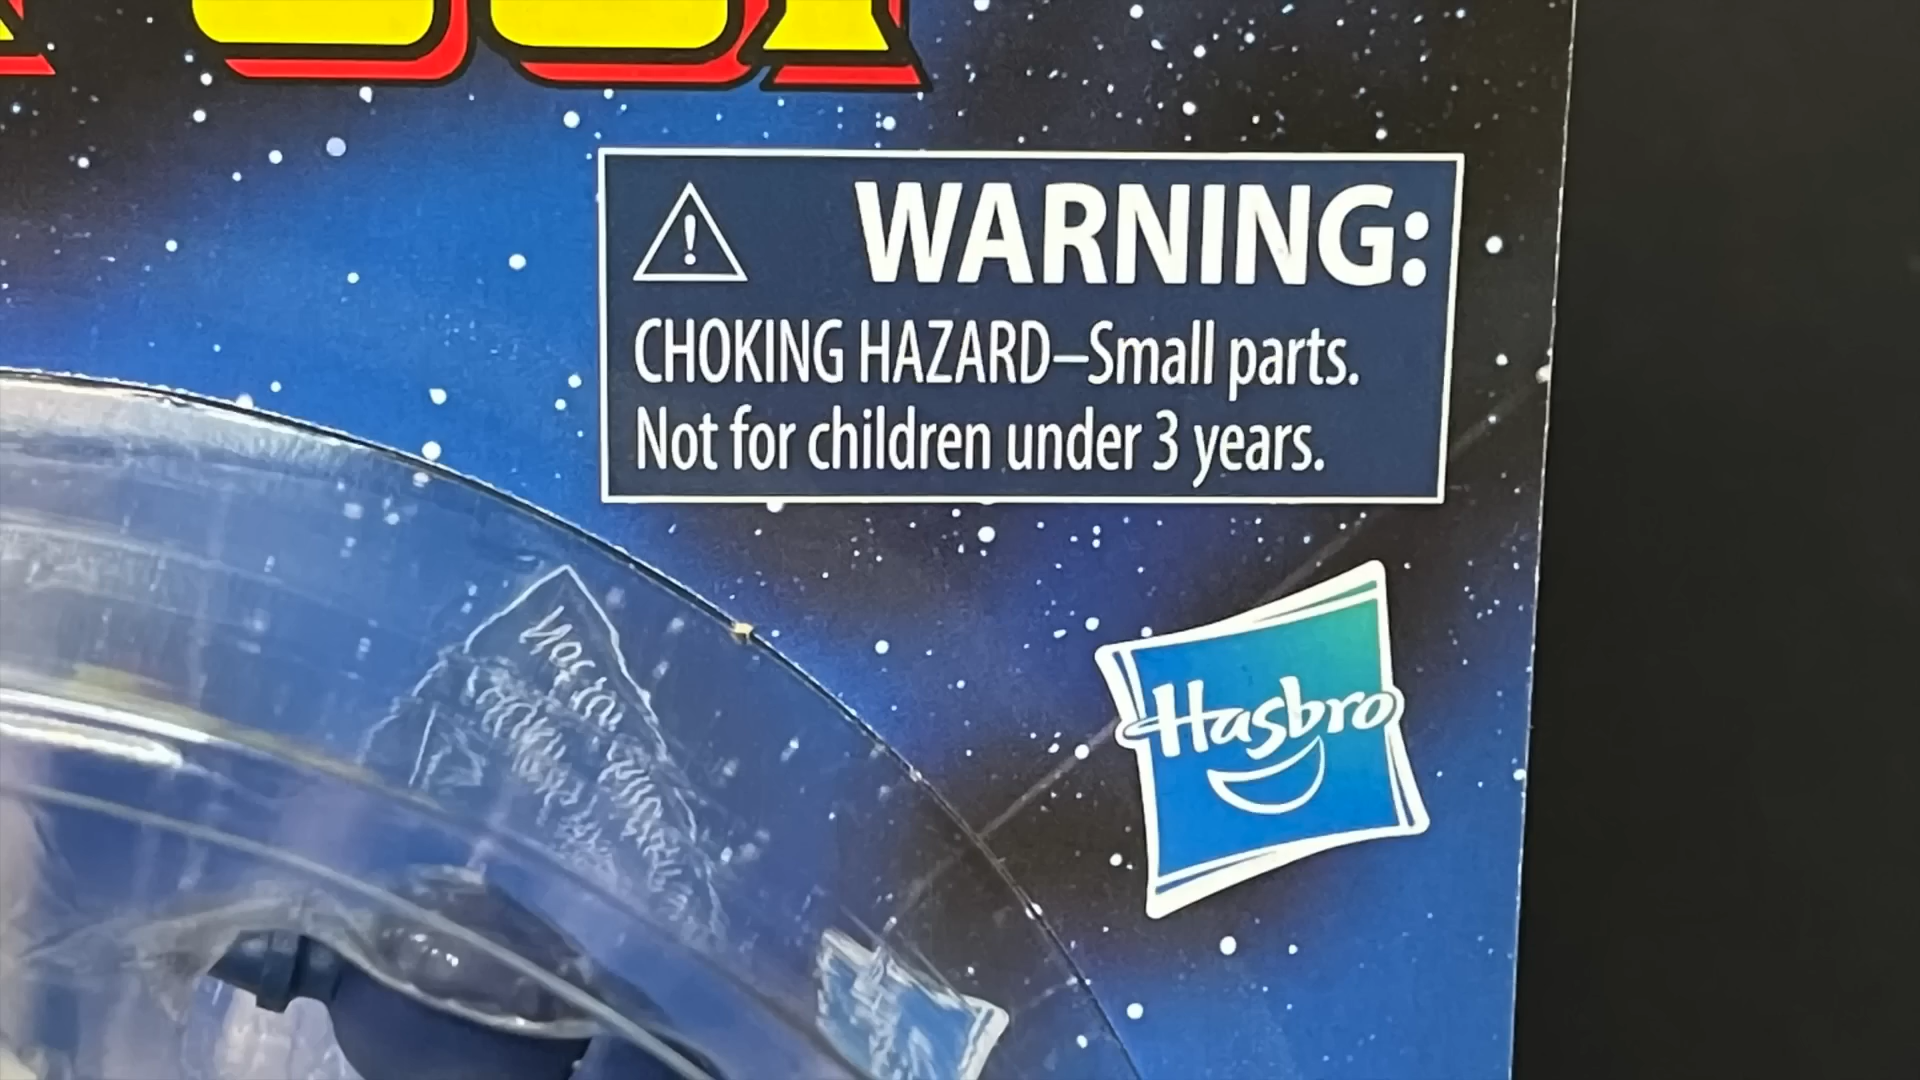 WARNING:
CHOKING HAZARD–Small parts.
Not for children under 3 years.
Hasbro